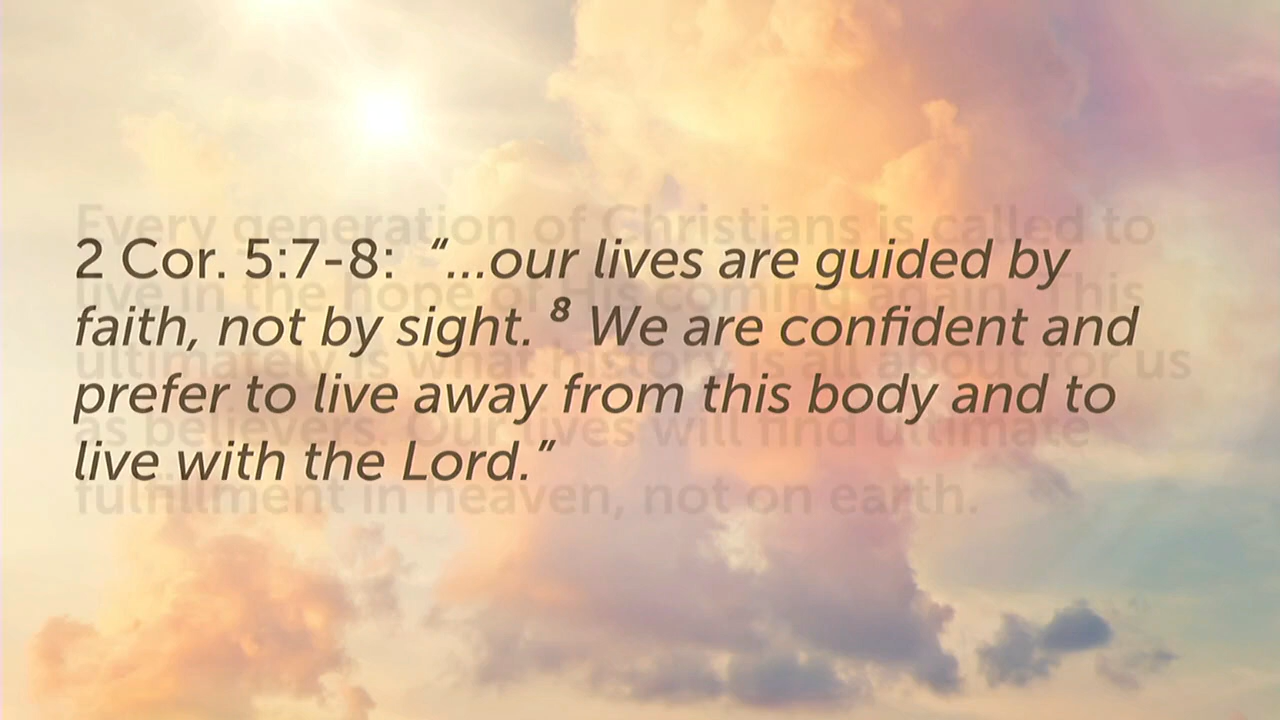 Every generation of Christians is called to
2 Cor. 5:7-8: “...our lives are guided by
live in the hope of His coming again. This
faith, not by sight. ⁸ We are confident and
ultimately is what history is all about for us
prefer to live away from this body and to
as believers. Our lives will find ultimate
live with the Lord.”
fulfillment in heaven, not on earth.